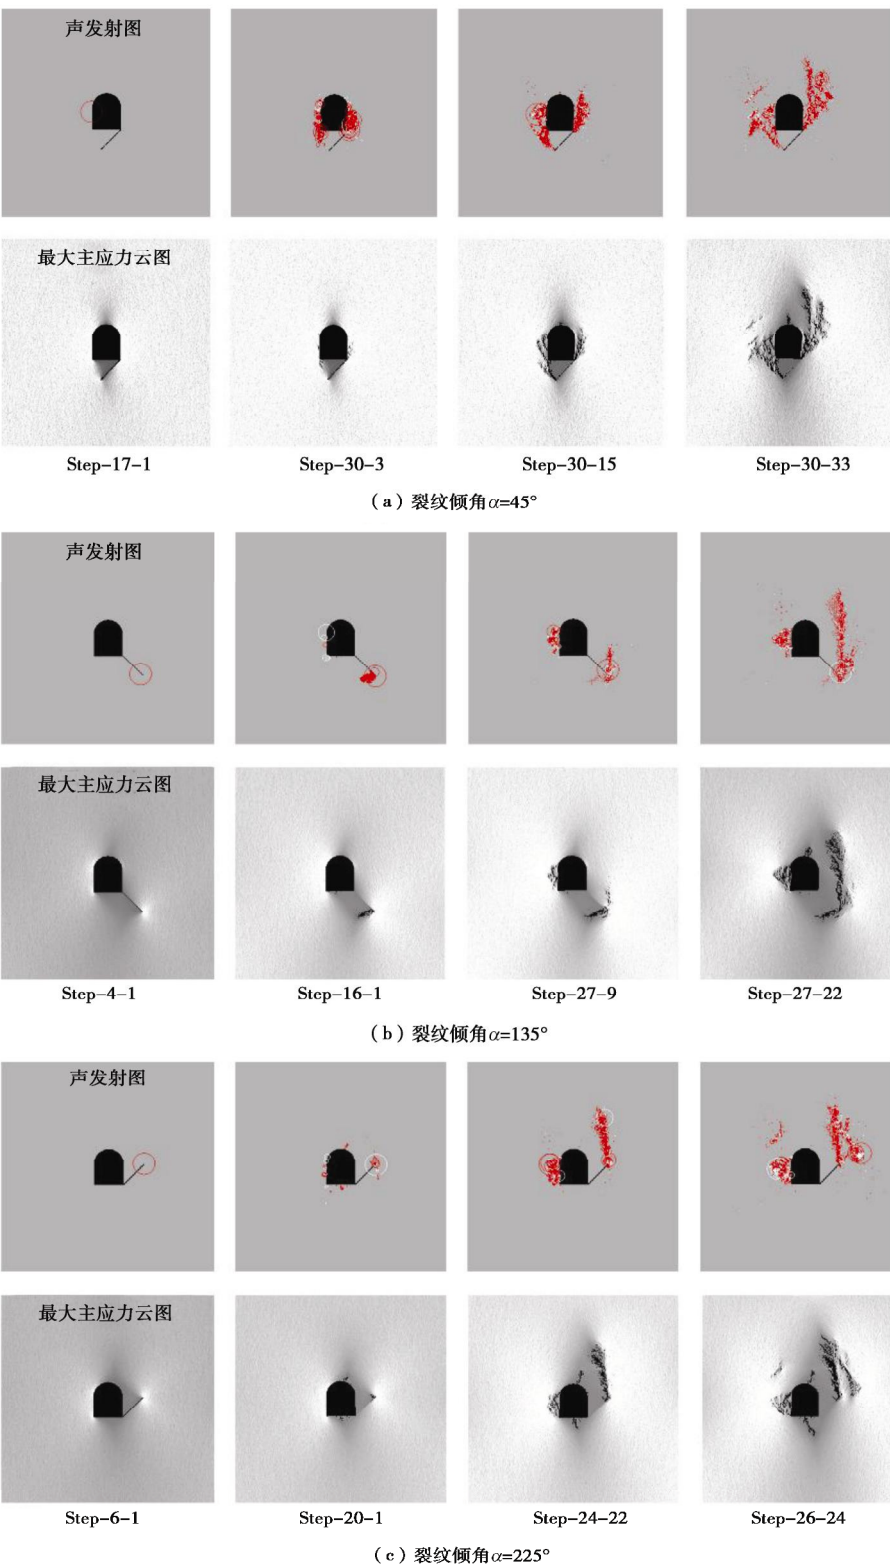 声发射图
最大主应力云图
Step-17-1 Step-30-3 Step-30-15 Step-30-33
（a）裂纹倾角α=45°
声发射图
最大主应力云图
Step-4-1 Step-16-1 Step-27-9 Step-27-22
（b）裂纹倾角α=135°
声发射图
最大主应力云图
Step-6-1 Step-20-1 Step-24-22 Step-26-24
（c）裂纹倾角α=225°